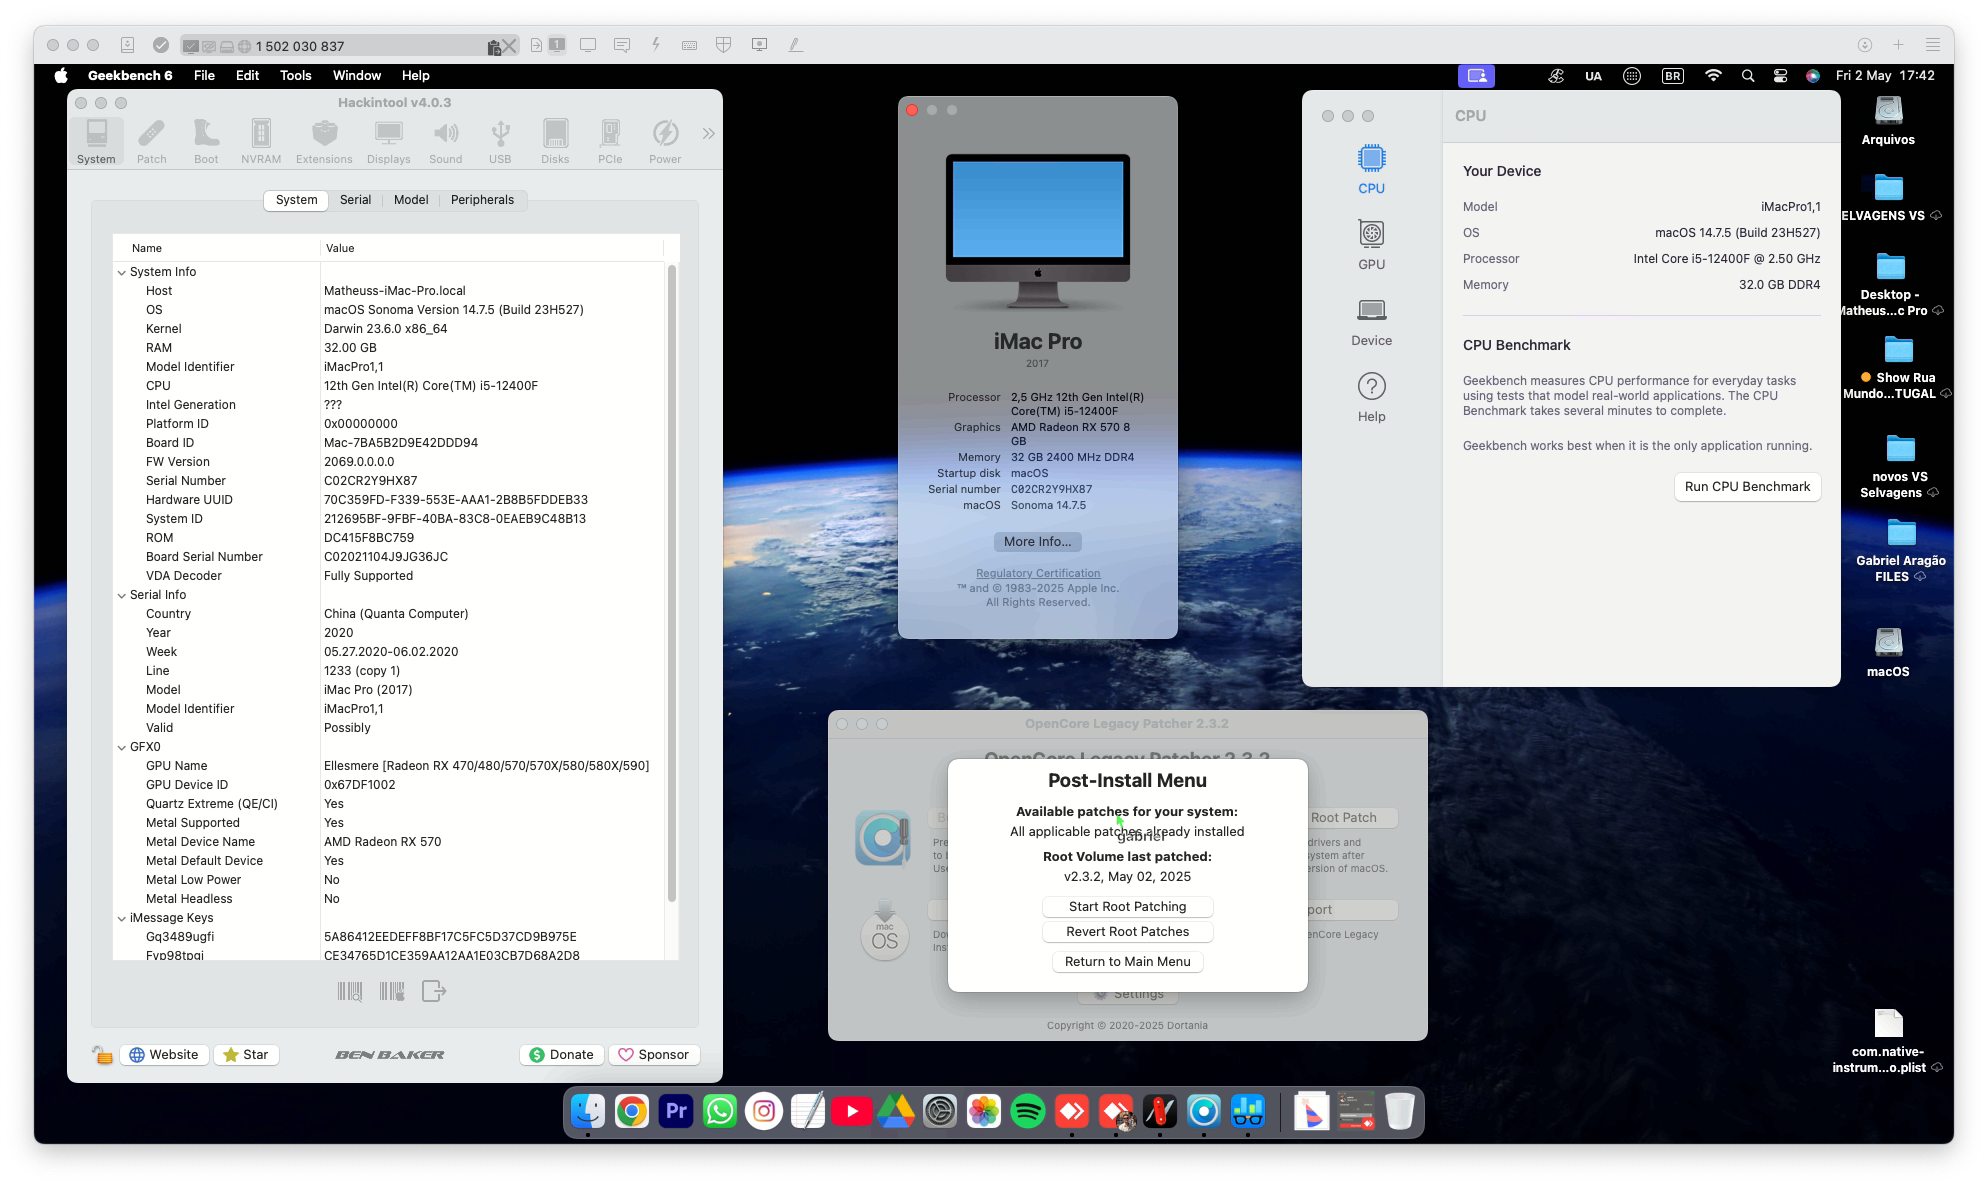 1 502 030 837
1
Geekbench 6 File Edit Tools Window Help
UA BR Fri 2 May 17:42
Hackintool v4.0.3
System Patch Boot NVRAM Extensions Displays Sound USB Disks PCIe Power
System Serial Model Peripherals
Name Value
System Info
Host Matheuss-iMac-Pro.local
OS macOS Sonoma Version 14.7.5 (Build 23H527)
Kernel Darwin 23.6.0 x86_64
RAM 32.00 GB
Model Identifier iMacPro1,1
CPU 12th Gen Intel(R) Core(TM) i5-12400F
Intel Generation ???
Platform ID 0x00000000
Board ID Mac-7BA5B2D9E42DDD94
FW Version 2069.0.0.0.0
Serial Number C02CR2Y9HX87
Hardware UUID 70C359FD-F339-553E-AAA1-2B8B5FDDEB33
System ID 212695BF-9FBF-40BA-83C8-0EAEB9C48B13
ROM DC415F8BC759
Board Serial Number C02021104J9JG36JC
VDA Decoder Fully Supported
Serial Info
Country China (Quanta Computer)
Year 2020
Week 05.27.2020-06.02.2020
Line 1233 (copy 1)
Model iMac Pro (2017)
Model Identifier iMacPro1,1
Valid Possibly
GFX0
GPU Name Ellesmere [Radeon RX 470/480/570/570X/580/580X/590]
GPU Device ID 0x67DF1002
Quartz Extreme (QE/CI) Yes
Metal Supported Yes
Metal Device Name AMD Radeon RX 570
Metal Default Device Yes
Metal Low Power No
Metal Headless No
iMessage Keys
Gq3489ugfi 5A86412EEDEFF8BF17C5FC5D37CD9B975E
Fyp98tpgj CE34765D1CE359AA12AA1E03CB7D68A2D8
Website Star BEN BAKER Donate Sponsor
iMac Pro
2017
Processor 2,5 GHz 12th Gen Intel(R)
Core(TM) i5-12400F
Graphics AMD Radeon RX 570 8
GB
Memory 32 GB 2400 MHz DDR4
Startup disk macOS
Serial number C02CR2Y9HX87
macOS Sonoma 14.7.5
More Info...
Regulatory Certification
™ and © 1983-2025 Apple Inc.
All Rights Reserved.
CPU
GPU
Device
Help
CPU
Your Device
Model iMacPro1,1
OS macOS 14.7.5 (Build 23H527)
Processor Intel Core i5-12400F @ 2.50 GHz
Memory 32.0 GB DDR4
CPU Benchmark
Geekbench measures CPU performance for everyday tasks
using tests that model real-world applications. The CPU
Benchmark takes several minutes to complete.
Geekbench works best when it is the only application running.
Run CPU Benchmark
OpenCore Legacy Patcher 2.3.2
OpenCore Legacy Patcher 2.3.2
Post-Install Menu
Available patches for your system:
All applicable patches already installed
gabriel
Root Volume last patched:
v2.3.2, May 02, 2025
Start Root Patching
Revert Root Patches
Return to Main Menu
Root Patch
drivers and
system after
version of macOS.
mac
OS
Settings
Copyright © 2020-2025 Dortania
Arquivos
ELVAGENS VS
Desktop -
Matheus...c Pro
Show Rua
Mundo...TUGAL
novos VS
Selvagens
Gabriel Aragão
FILES
macOS
com.native-
instrum...o.plist
Pr